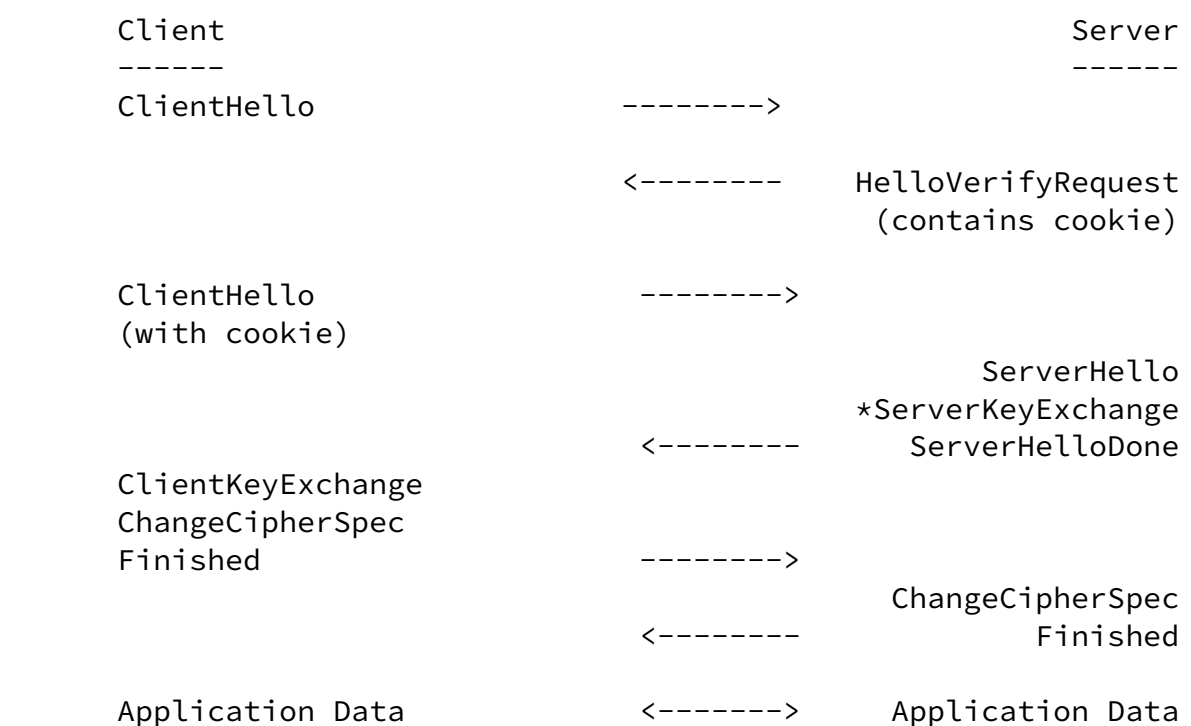 Client                                               Server
------                                               ------
ClientHello                 -------->
                            <--------    HelloVerifyRequest
                                          (contains cookie)
ClientHello                  -------->
(with cookie)
                                                ServerHello
                                         *ServerKeyExchange
                             <--------      ServerHelloDone
ClientKeyExchange
ChangeCipherSpec
Finished                     -------->
                                           ChangeCipherSpec
                             <--------             Finished
Application Data             <------->     Application Data